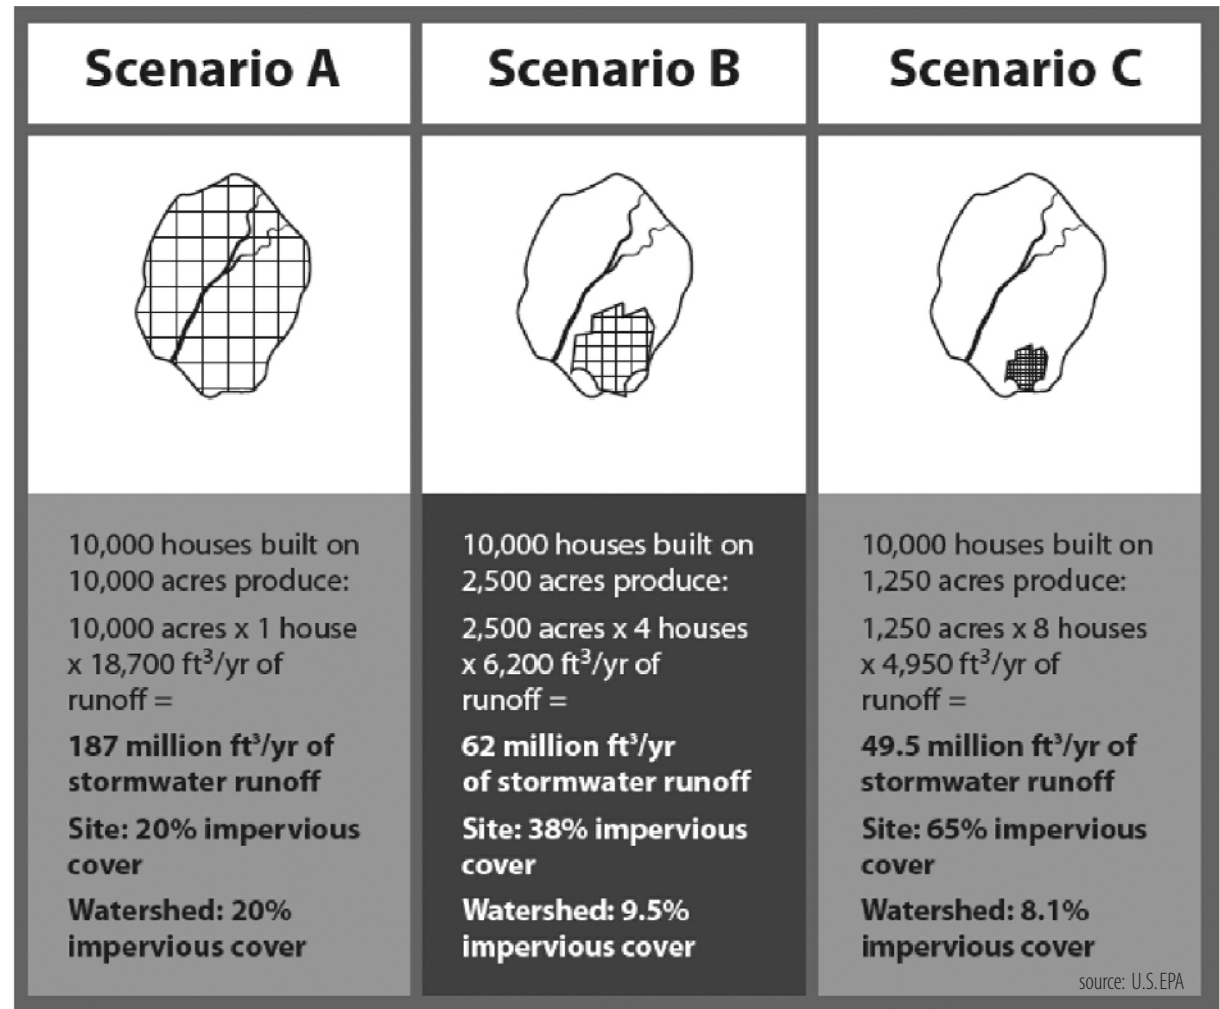 Scenario A
Scenario B
Scenario C
10,000 houses built on
10,000 acres produce:
10,000 acres x 1 house
x 18,700 ft³/yr of
runoff =
187 million ft³/yr of
stormwater runoff
Site: 20% impervious
cover
Watershed: 20%
impervious cover
10,000 houses built on
2,500 acres produce:
2,500 acres x 4 houses
x 6,200 ft³/yr of
runoff =
62 million ft³/yr
of stormwater runoff
Site: 38% impervious
cover
Watershed: 9.5%
impervious cover
10,000 houses built on
1,250 acres produce:
1,250 acres x 8 houses
x 4,950 ft³/yr of
runoff =
49.5 million ft³/yr of
stormwater runoff
Site: 65% impervious
cover
Watershed: 8.1%
impervious cover
source: U.S. EPA